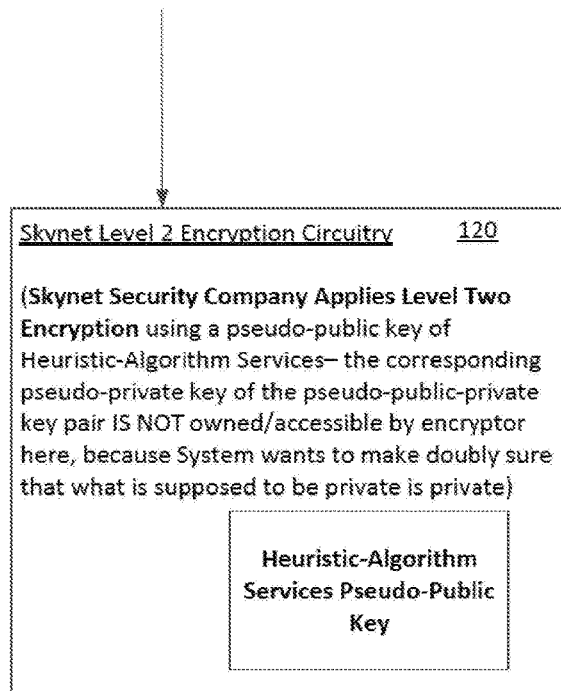 Skynet Level 2 Encryption Circuitry 120
(Skynet Security Company Applies Level Two
Encryption using a pseudo-public key of
Heuristic-Algorithm Services– the corresponding
pseudo-private key of the pseudo-public-private
key pair IS NOT owned/accessible by encryptor
here, because System wants to make doubly sure
that what is supposed to be private is private)
Heuristic-Algorithm
Services Pseudo-Public
Key